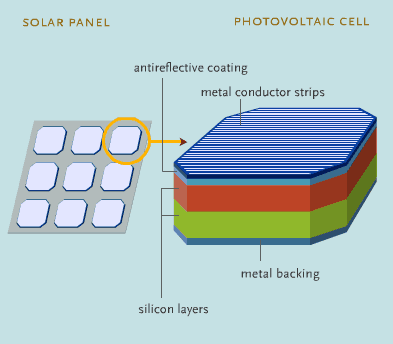 SOLAR PANEL
PHOTOVOLTAIC CELL
antireflective coating
metal conductor strips
metal backing
silicon layers